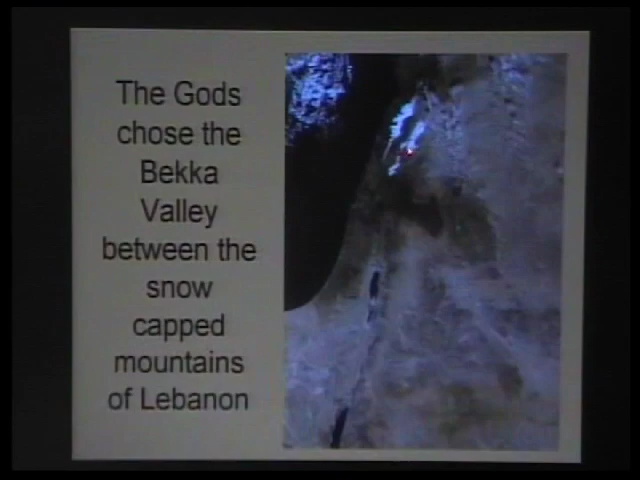 The Gods
chose the
Bekka
Valley
between the
snow
capped
mountains
of Lebanon